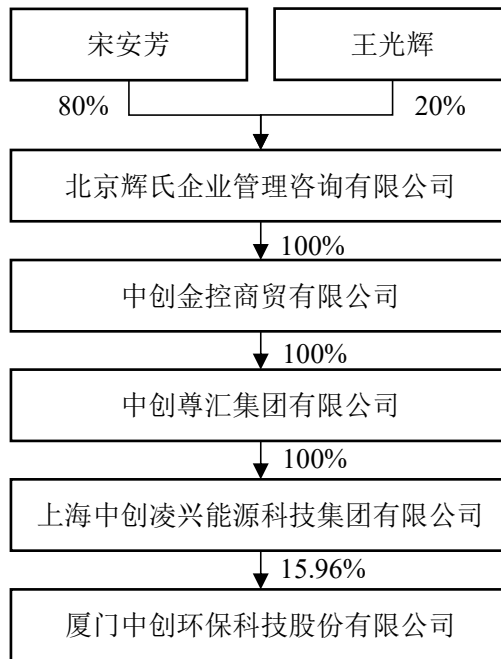 宋安芳 王光辉
80% 20%
北京辉氏企业管理咨询有限公司
100%
中创金控商贸有限公司
100%
中创尊汇集团有限公司
100%
上海中创凌兴能源科技集团有限公司
15.96%
厦门中创环保科技股份有限公司